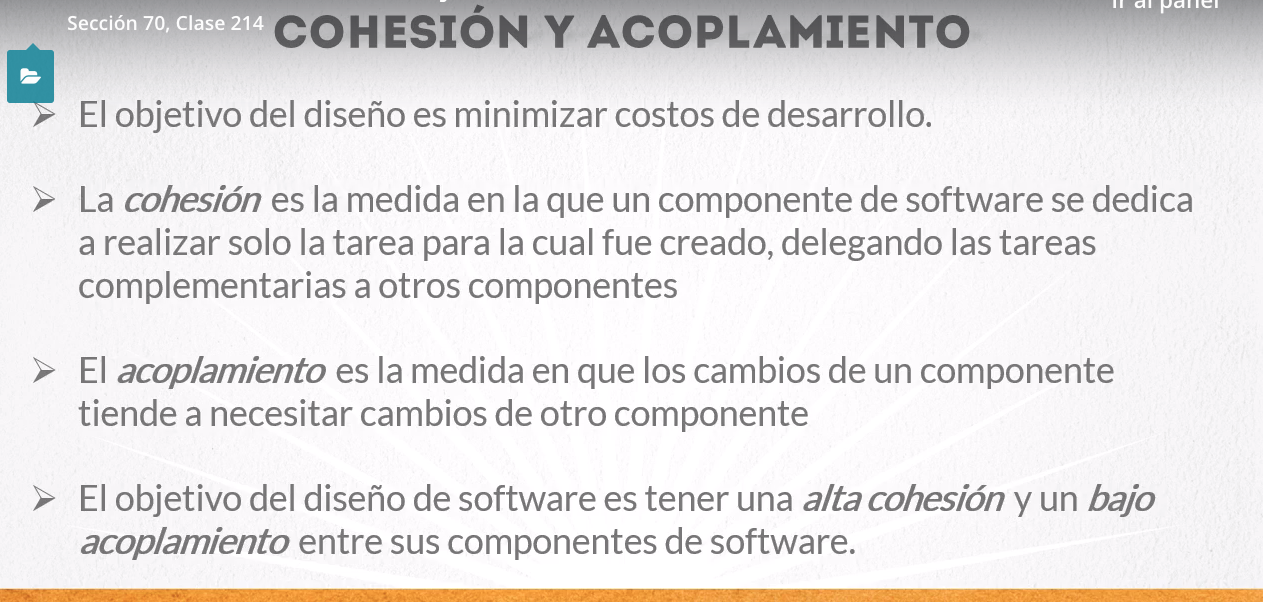 Sección 70, Clase 214
Ir al panel
COHESIÓN Y ACOPLAMIENTO
➢ El objetivo del diseño es minimizar costos de desarrollo.
➢ La cohesión es la medida en la que un componente de software se dedica
a realizar solo la tarea para la cual fue creado, delegando las tareas
complementarias a otros componentes
➢ El acoplamiento es la medida en que los cambios de un componente
tiende a necesitar cambios de otro componente
➢ El objetivo del diseño de software es tener una alta cohesión y un bajo
acoplamiento entre sus componentes de software.